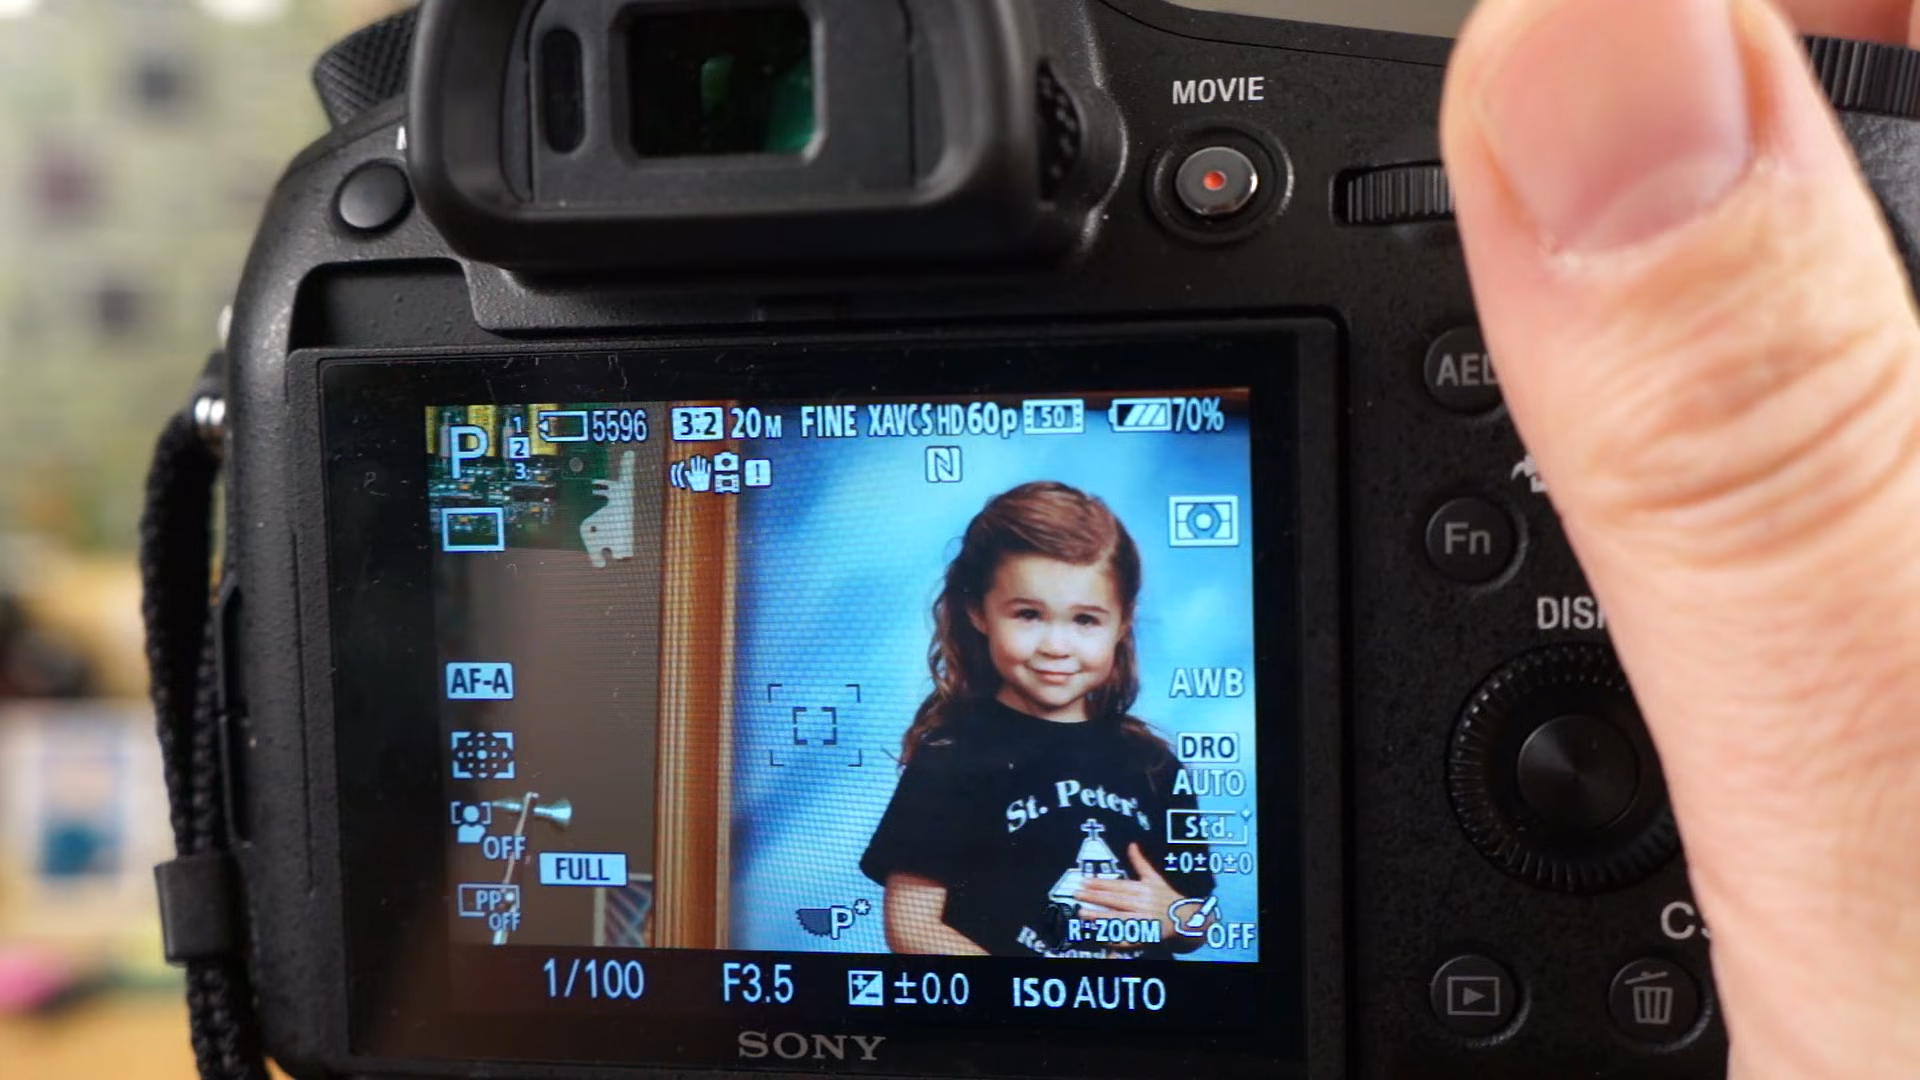 MOVIE
AEL
P 1 2 3 5596 3:2 20M FINE XAVC S HD 60p 50 70%
N
Fn
DIS
AF-A
AWB
DRO
AUTO
St. Peter's
Std.
±0±0±0
OFF
FULL
PP
OFF
P*
R:ZOOM
OFF
Re
C
1/100 F3.5 ±0.0 ISO AUTO
SONY